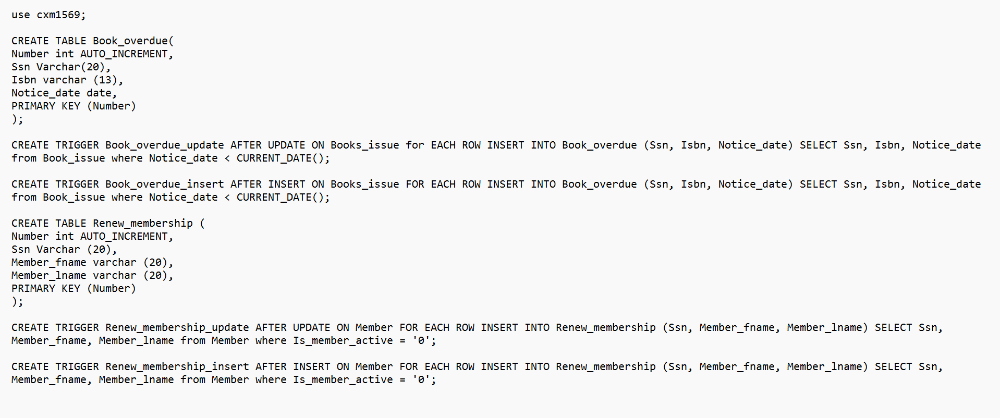 use cxm1569;
CREATE TABLE Book_overdue(
Number int AUTO_INCREMENT,
Ssn Varchar(20),
Isbn varchar (13),
Notice_date date,
PRIMARY KEY (Number)
);
CREATE TRIGGER Book_overdue_update AFTER UPDATE ON Books_issue for EACH ROW INSERT INTO Book_overdue (Ssn, Isbn, Notice_date) SELECT Ssn, Isbn, Notice_date
from Book_issue where Notice_date < CURRENT_DATE();
CREATE TRIGGER Book_overdue_insert AFTER INSERT ON Books_issue FOR EACH ROW INSERT INTO Book_overdue (Ssn, Isbn, Notice_date) SELECT Ssn, Isbn, Notice_date
from Book_issue where Notice_date < CURRENT_DATE();
CREATE TABLE Renew_membership (
Number int AUTO_INCREMENT,
Ssn Varchar (20),
Member_fname varchar (20),
Member_lname varchar (20),
PRIMARY KEY (Number)
);
CREATE TRIGGER Renew_membership_update AFTER UPDATE ON Member FOR EACH ROW INSERT INTO Renew_membership (Ssn, Member_fname, Member_lname) SELECT Ssn,
Member_fname, Member_lname from Member where Is_member_active = '0';
CREATE TRIGGER Renew_membership_insert AFTER INSERT ON Member FOR EACH ROW INSERT INTO Renew_membership (Ssn, Member_fname, Member_lname) SELECT Ssn,
Member_fname, Member_lname from Member where Is_member_active = '0';